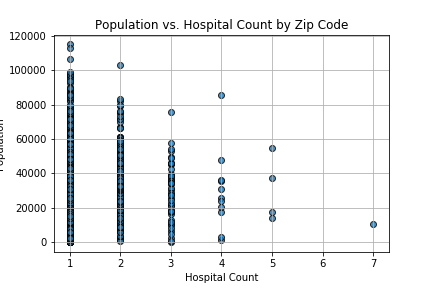 Population vs. Hospital Count by Zip Code
Population
120000
100000
80000
60000
40000
20000
0
1 2 3 4 5 6 7
Hospital Count